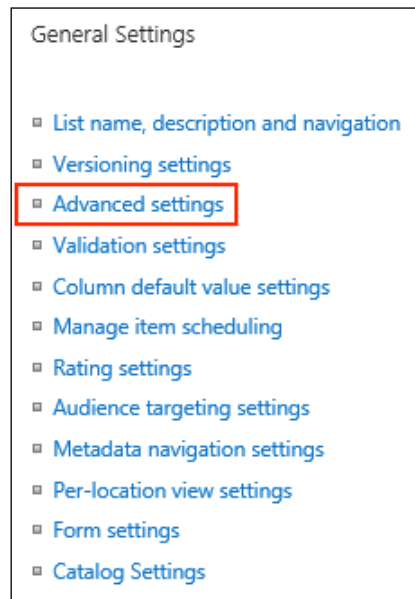 General Settings
List name, description and navigation
Versioning settings
Advanced settings
Validation settings
Column default value settings
Manage item scheduling
Rating settings
Audience targeting settings
Metadata navigation settings
Per-location view settings
Form settings
Catalog Settings